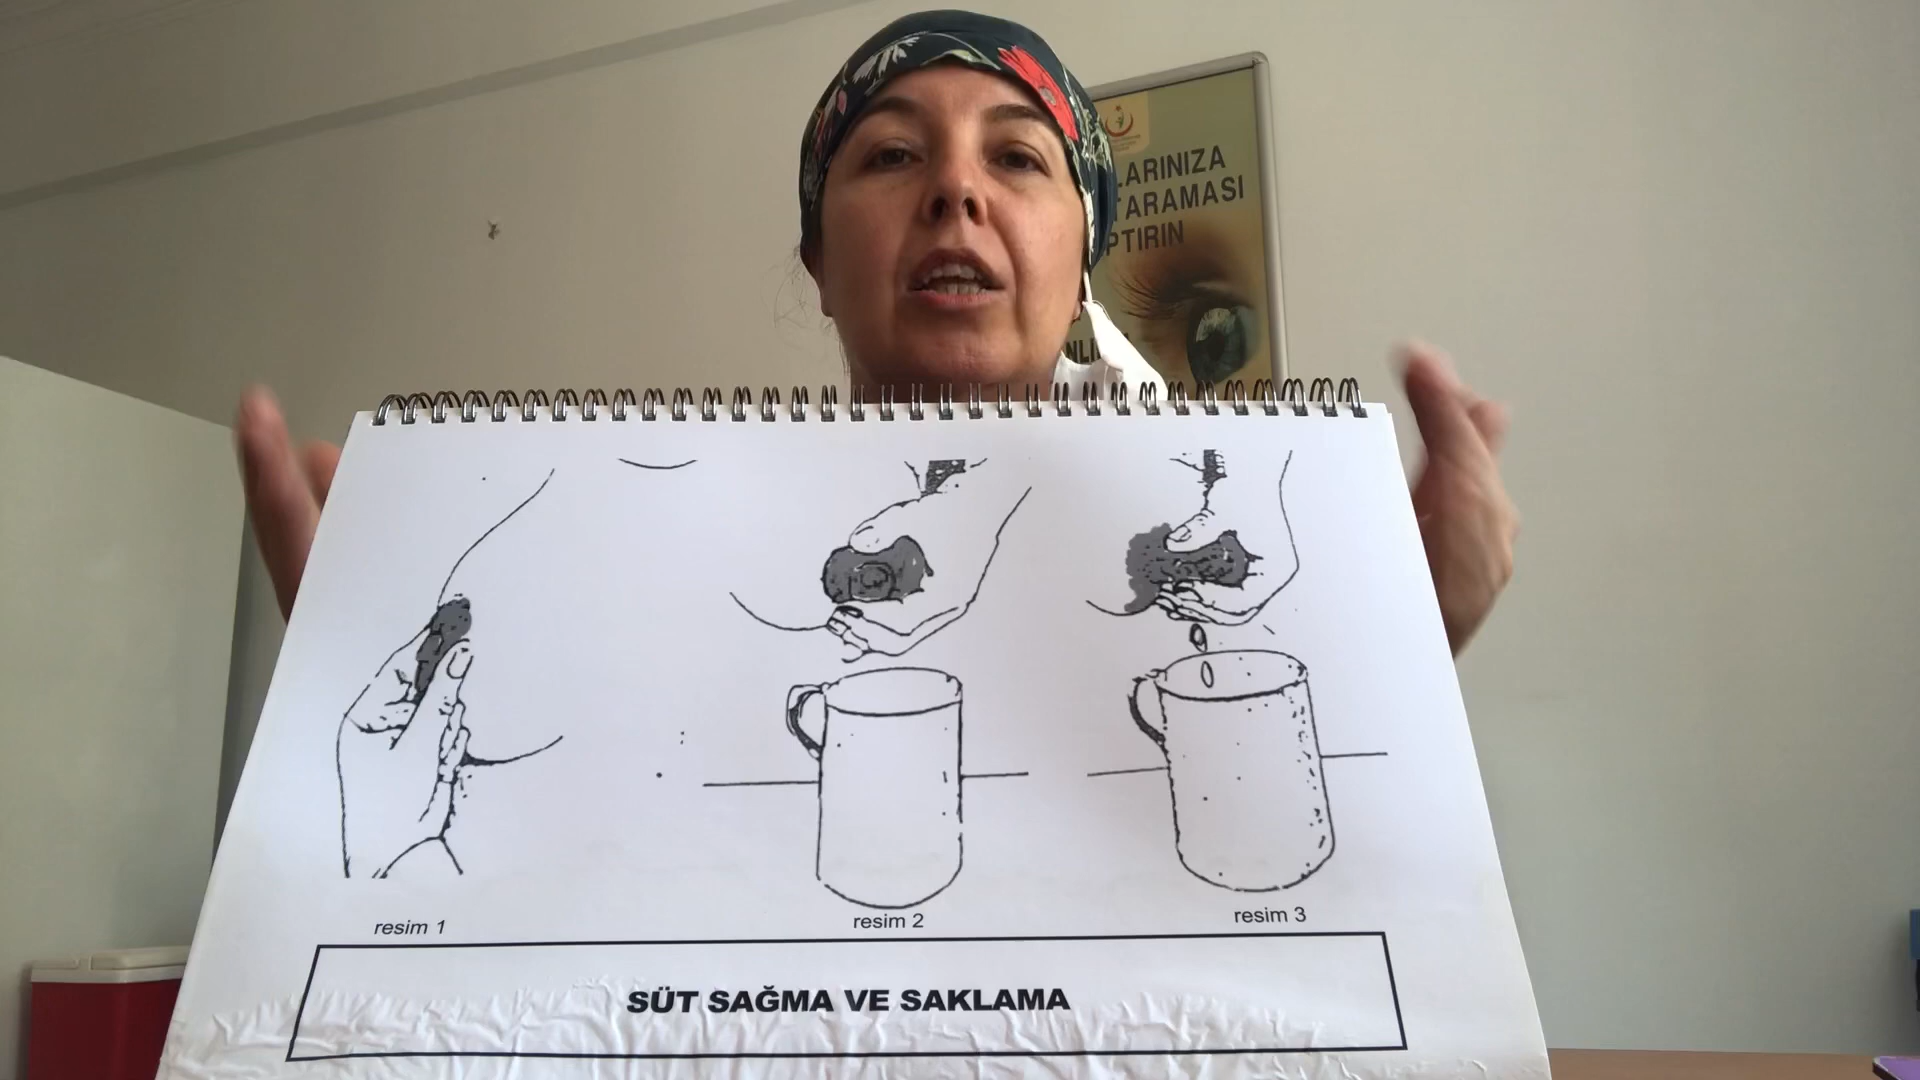 LARINIZA
TARAMASI
PTIRIN
resim 1
resim 2
resim 3
SÜT SAĞMA VE SAKLAMA